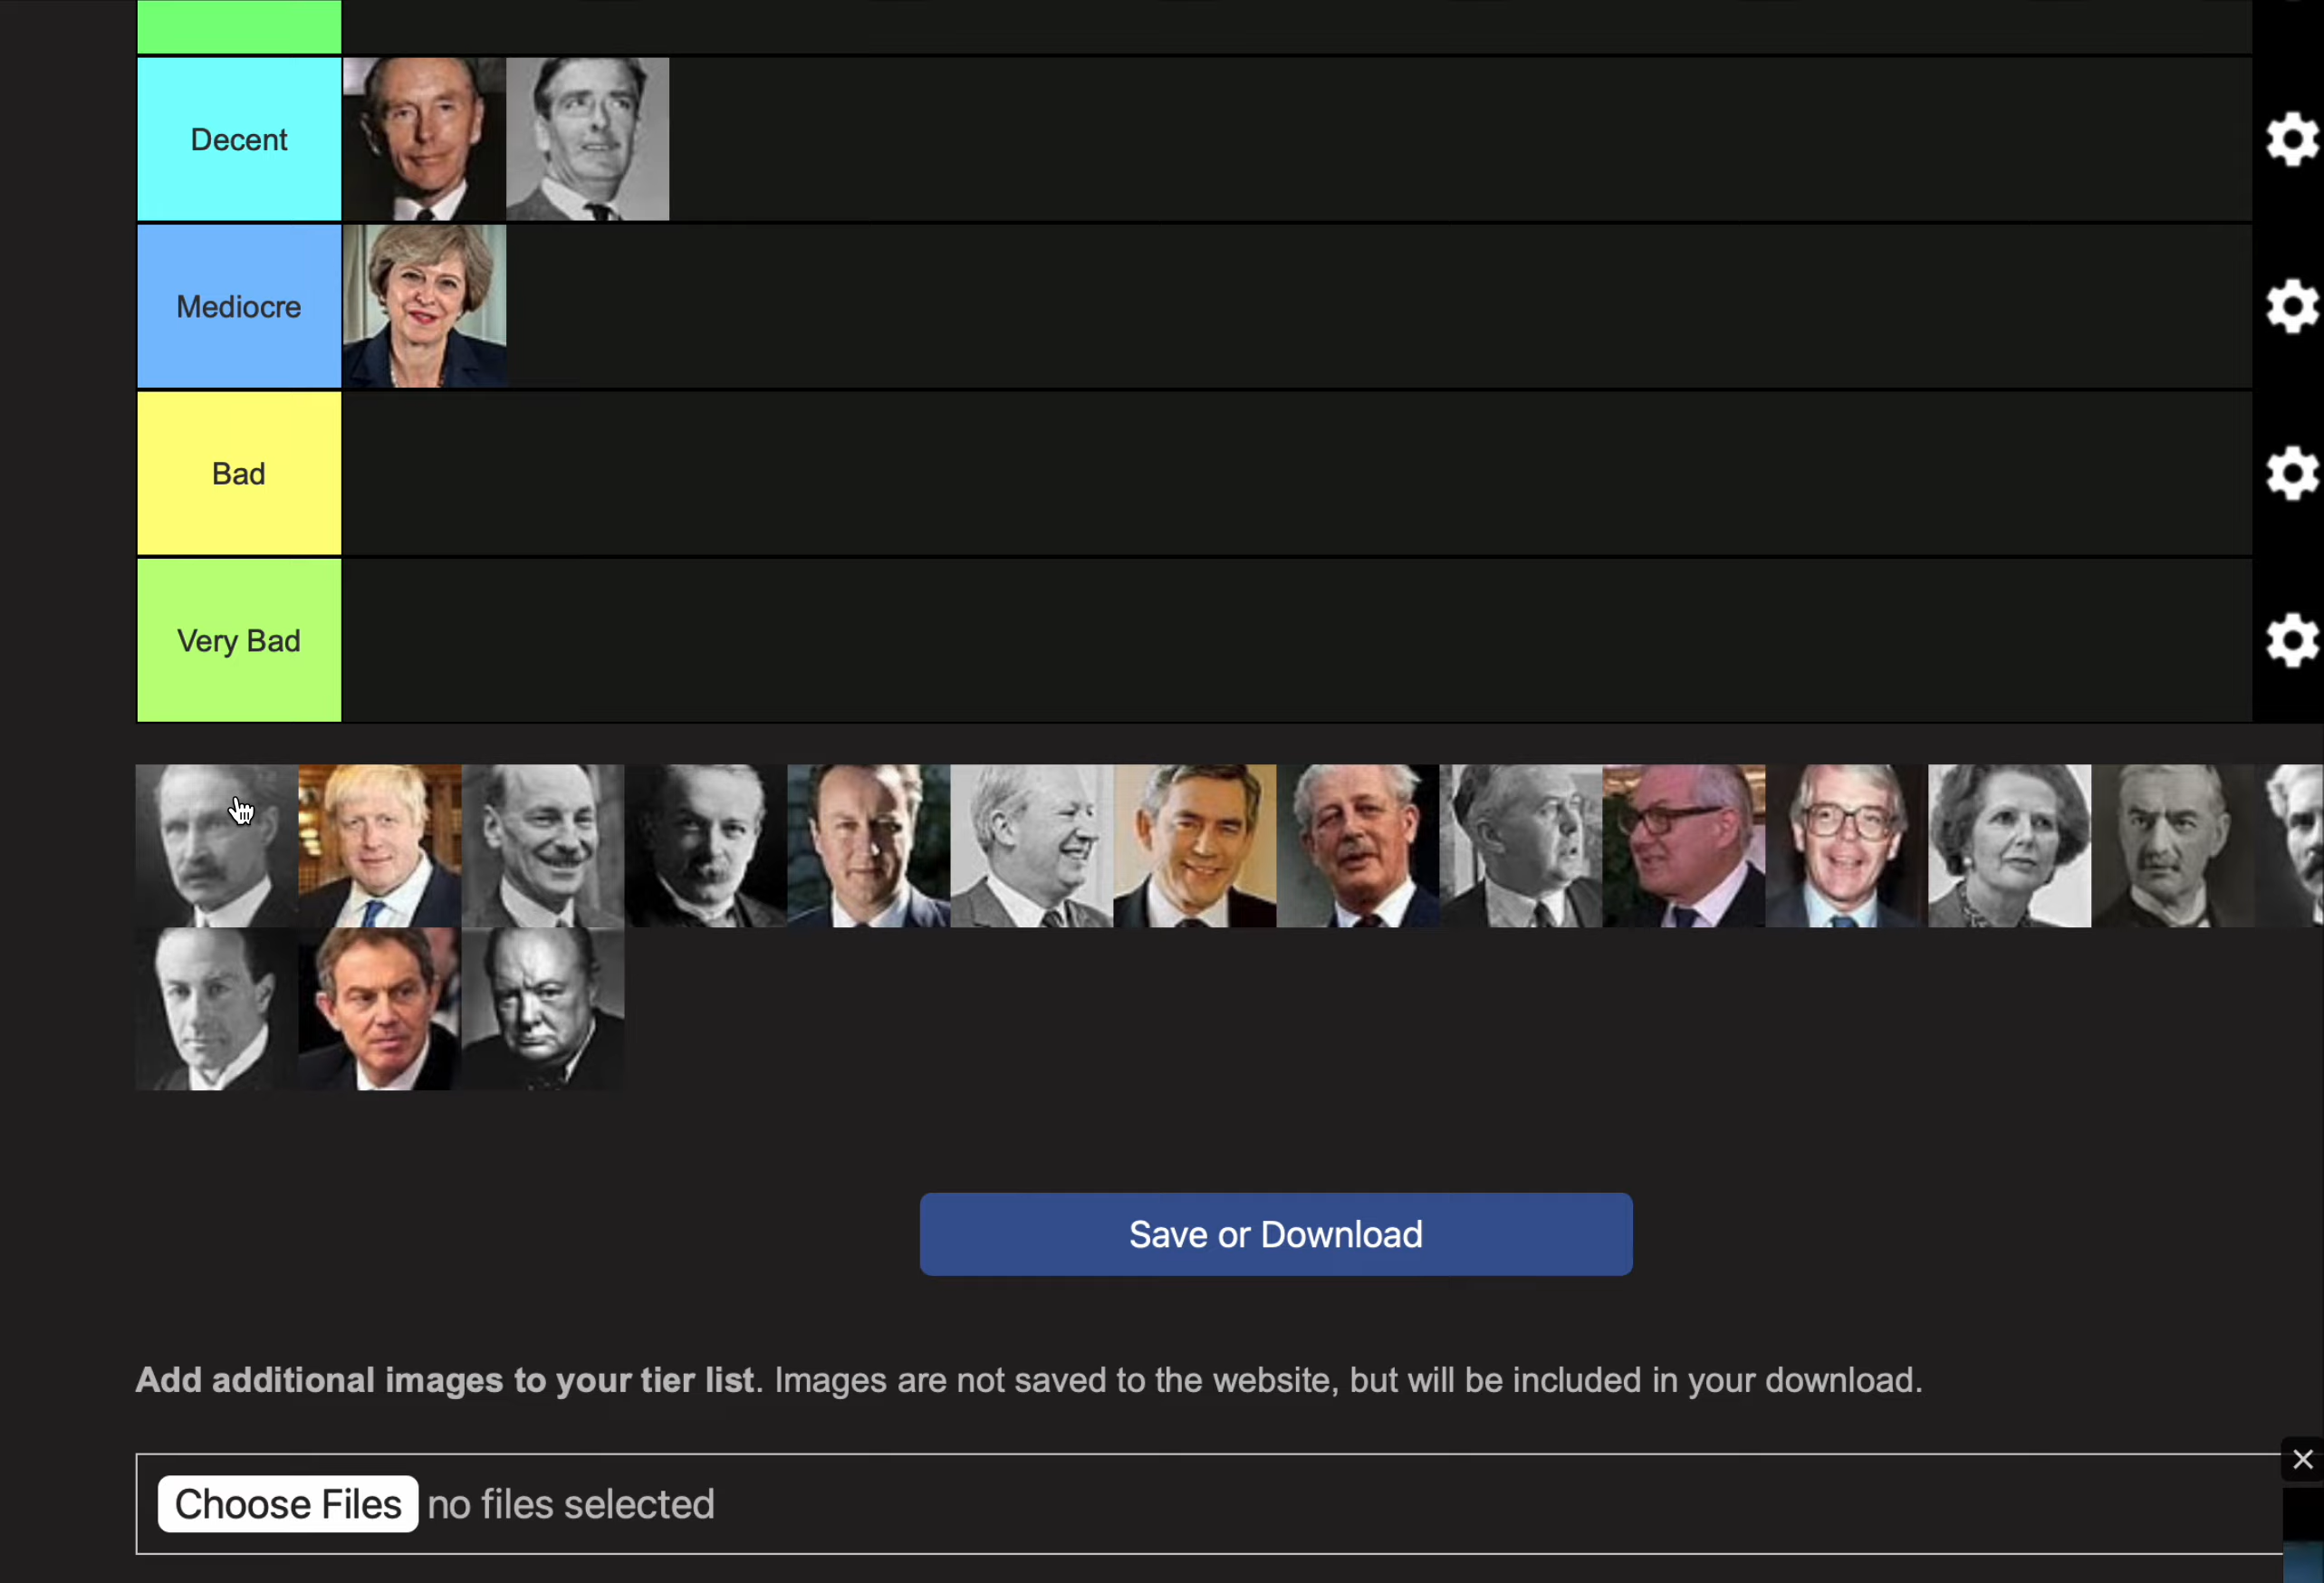 Decent
Mediocre
Bad
Very Bad
Save or Download
Add additional images to your tier list. Images are not saved to the website, but will be included in your download.
Choose Files no files selected